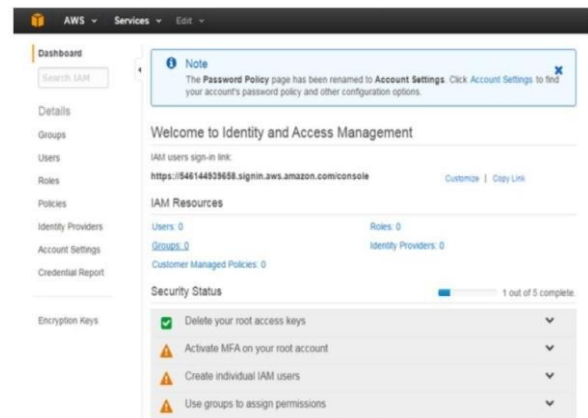 AWS Services Edit
Dashboard
Search IAM
Details
Groups
Users
Roles
Policies
Identity Providers
Account Settings
Credential Report
Encryption Keys
Note
The Password Policy page has been renamed to Account Settings. Click Account Settings to find
your account's password policy and other configuration options.
Welcome to Identity and Access Management
IAM users sign-in link:
https://546144939658.signin.aws.amazon.com/console Customize | Copy Link
IAM Resources
Users: 0 Roles: 0
Groups: 0 Identity Providers: 0
Customer Managed Policies: 0
Security Status 1 out of 5 complete.
Delete your root access keys
Activate MFA on your root account
Create individual IAM users
Use groups to assign permissions